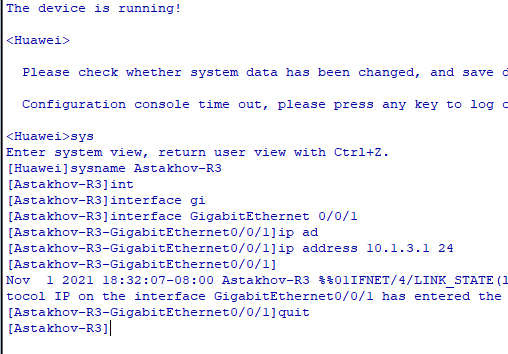 The device is running!
<Huawei>
Please check whether system data has been changed, and save d
Configuration console time out, please press any key to log o
<Huawei>sys
Enter system view, return user view with Ctrl+Z.
[Huawei]sysname Astakhov-R3
[Astakhov-R3]int
[Astakhov-R3]interface gi
[Astakhov-R3]interface GigabitEthernet 0/0/1
[Astakhov-R3-GigabitEthernet0/0/1]ip ad
[Astakhov-R3-GigabitEthernet0/0/1]ip address 10.1.3.1 24
[Astakhov-R3-GigabitEthernet0/0/1]
Nov  1 2021 18:32:07-08:00 Astakhov-R3 %%01IFNET/4/LINK_STATE(l
tocol IP on the interface GigabitEthernet0/0/1 has entered the
[Astakhov-R3-GigabitEthernet0/0/1]quit
[Astakhov-R3]